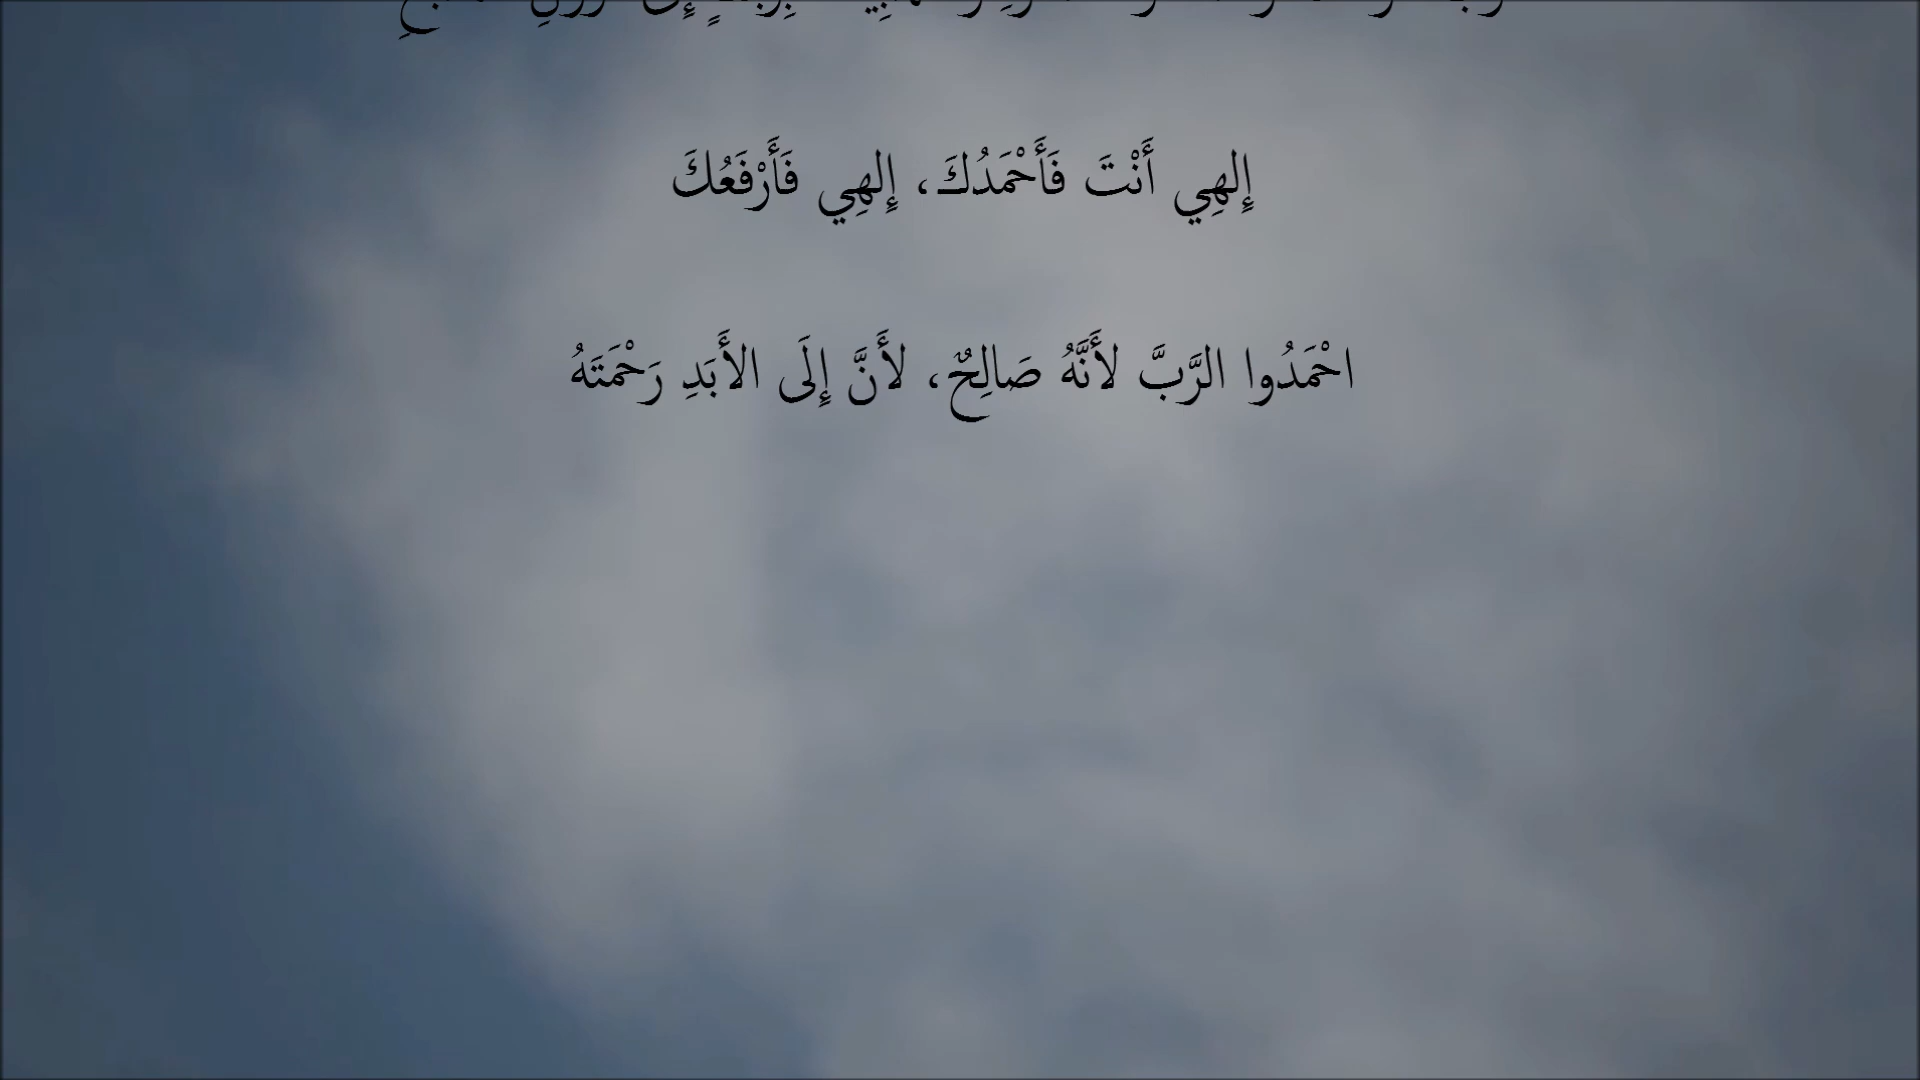 إِلهِي أَنْتَ فَأَحْمَدُكَ، إِلهِي فَأَرْفَعُكَ
احْمَدُوا الرَّبَّ لأَنَّهُ صَالِحٌ، لأَنَّ إِلَى الأَبَدِ رَحْمَتَهُ